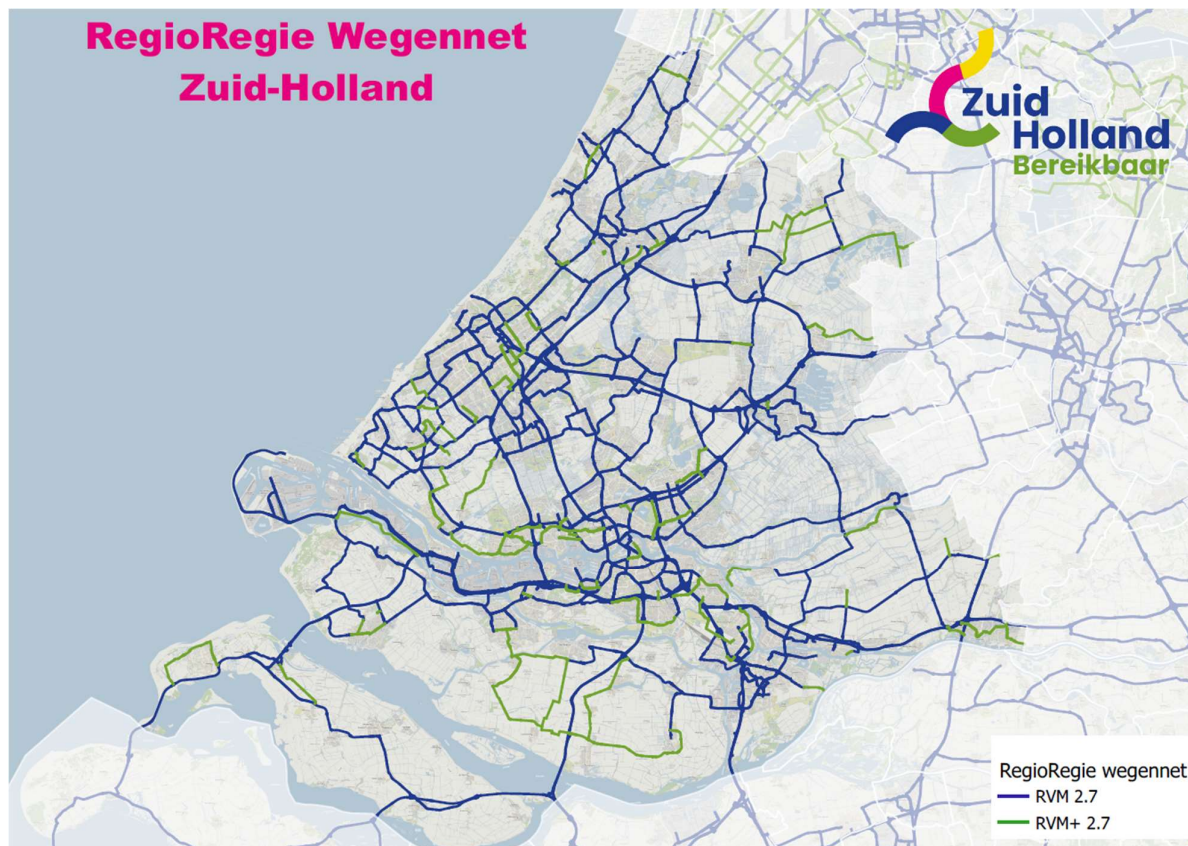 RegioRegie Wegennet
Zuid-Holland
Zuid
Holland
Bereikbaar
RegioRegie wegennet
RVM 2.7
RVM+ 2.7